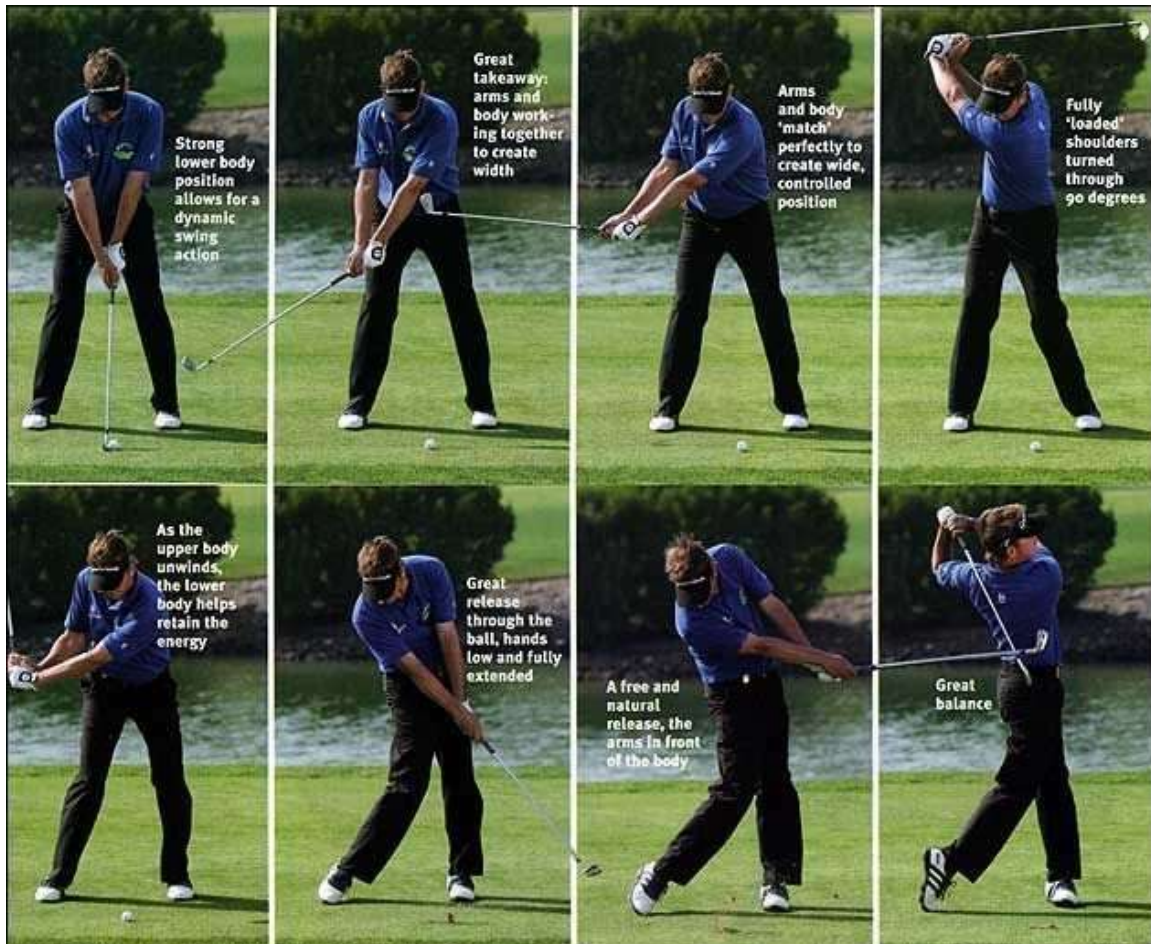 Strong
lower body
position
allows for a
dynamic
swing
action
Great
takeaway:
arms and
body work-
ing together
to create
width
Arms
and body
'match'
perfectly to
create wide,
controlled
position
Fully
'loaded'
shoulders
turned
through
90 degrees
As the
upper body
unwinds,
the lower
body helps
retain the
energy
Great
release
through the
ball, hands
low and fully
extended
A free and
natural
release, the
arms in front
of the body
Great
balance